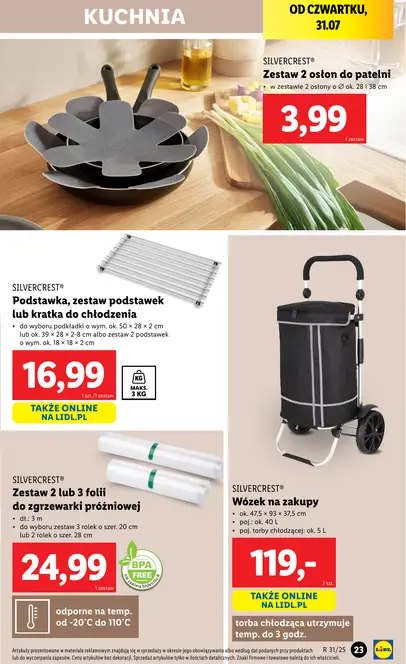 KUCHNIA
OD CZWARTKU,
31.07
SILVERCREST®
Zestaw 2 osłon do patelni
• w zestawie 2 osłony o ∅ ok. 28 i 38 cm
3,99
1 zestaw
SILVERCREST®
Podstawka, zestaw podstawek
lub kratka do chłodzenia
• do wyboru podkładki o wym. ok. 50 × 28 × 2 cm
lub ok. 39 × 28 × 2-8 cm albo zestaw 2 podstawek
o wym. ok. 18 × 18 × 2 cm
16,99
1 szt./1 zestaw
KG
MAKS.
3 KG
TAKŻE ONLINE
NA LIDL.PL
SILVERCREST®
Zestaw 2 lub 3 folii
do zgrzewarki próżniowej
• dł.: 3 m
• do wyboru zestaw 3 rolek o szer. 20 cm
lub 2 rolek o szer. 28 cm
24,99
1 zestaw
BPA
FREE
odporne na temp.
od -20°C do 110°C
SILVERCREST®
Wózek na zakupy
• ok. 47,5 × 93 × 37,5 cm
• poj.: ok. 40 L
• poj. torby chłodzącej: ok. 5 L
119,-
1 szt.
TAKŻE ONLINE
NA LIDL.PL
torba chłodząca utrzymuje
temp. do 3 godz.
Artykuły prezentowane w materiale reklamowym znajdują się w sprzedaży w okresie jego obowiązywania albo według dat podanych przy produktach
lub do wyczerpania zapasów. Ceny artykułów bez dekoracji. Sprzedaż artykułów tylko w ilościach detalicznych. Znaki firmowe i towarowe należą do ich właścicieli.
R 31/25
23
LIDL